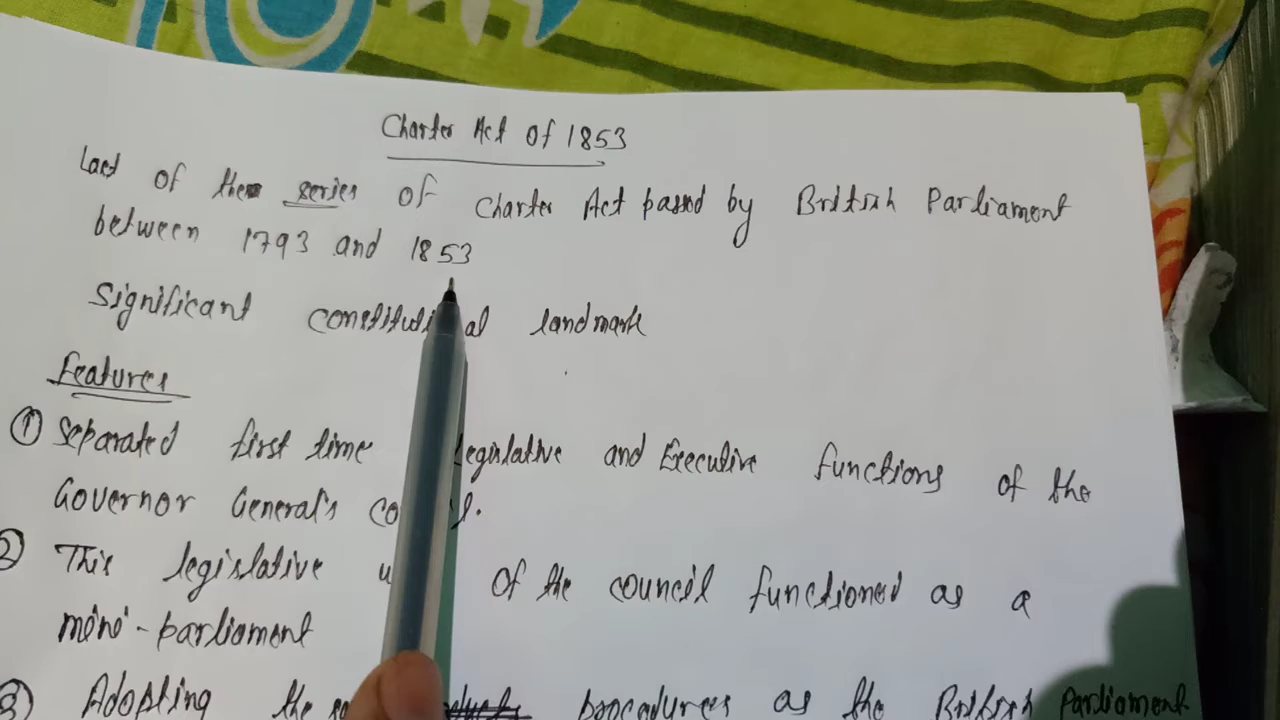 Charter Act Of 1853
Last of the series of Charter Act passed by British Parliament
between 1793 and 1853
Significant constitutional landmark
Features
① Separated first time legislative and Executive functions of the
Governor General's
② This legislative of the council functioned as a
mini-parliament
③ Adopting the procedures as the British Parliament